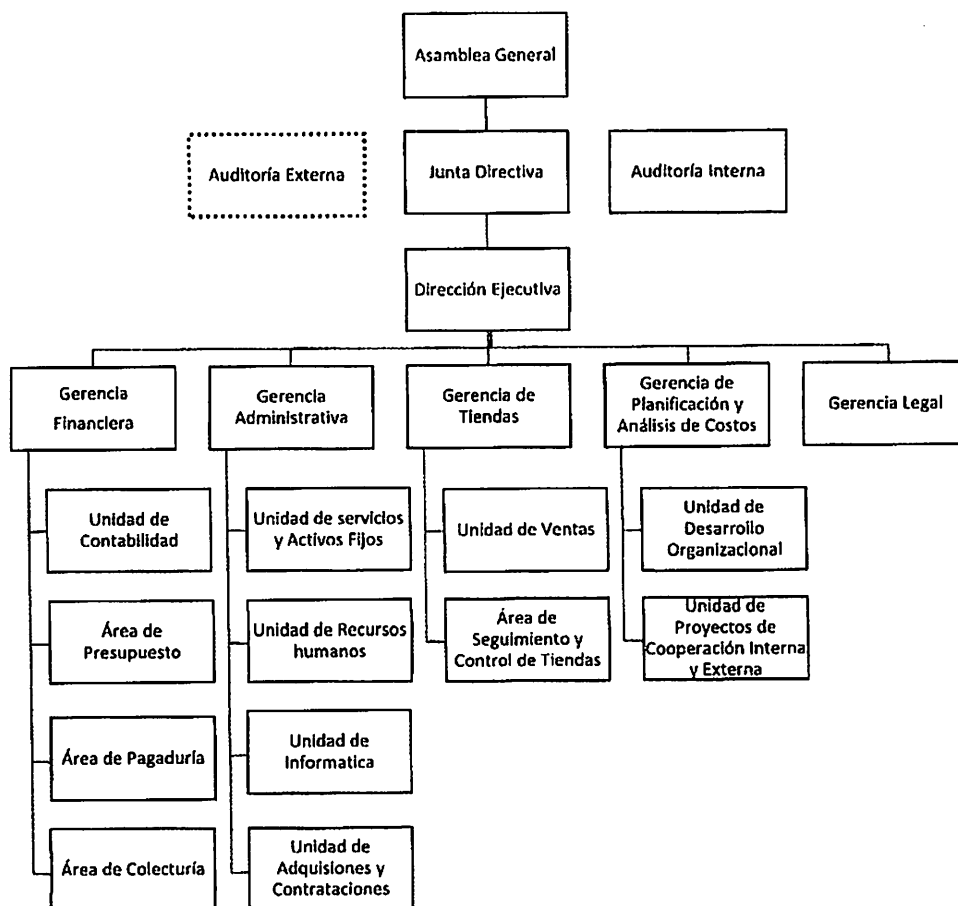 Asamblea General
Auditoría Externa
Junta Directiva
Auditoría Interna
Dirección Ejecutiva
Gerencia
Financiera
Gerencia
Administrativa
Gerencia de
Tiendas
Gerencia de
Planificación y
Análisis de Costos
Gerencia Legal
Unidad de
Contabilidad
Unidad de servicios
y Activos Fijos
Unidad de Ventas
Unidad de
Desarrollo
Organizacional
Área de
Presupuesto
Unidad de Recursos
humanos
Área de
Seguimiento y
Control de Tiendas
Unidad de
Proyectos de
Cooperación Interna
y Externa
Área de Pagaduría
Unidad de
Informatica
Área de Colecturía
Unidad de
Adquisiones y
Contrataciones